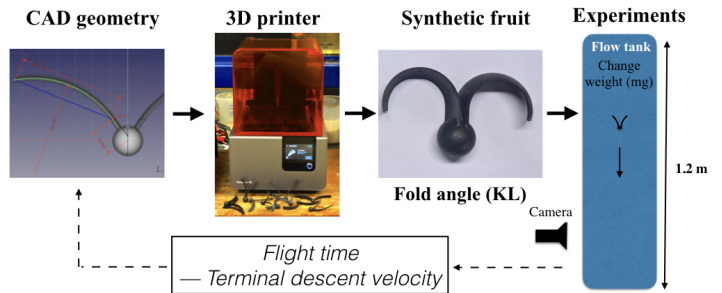 CAD geometry
3D printer
Synthetic fruit
Experiments
Flow tank
Change
weight (mg)
1.2 m
Fold angle (KL)
Camera
Flight time
— Terminal descent velocity